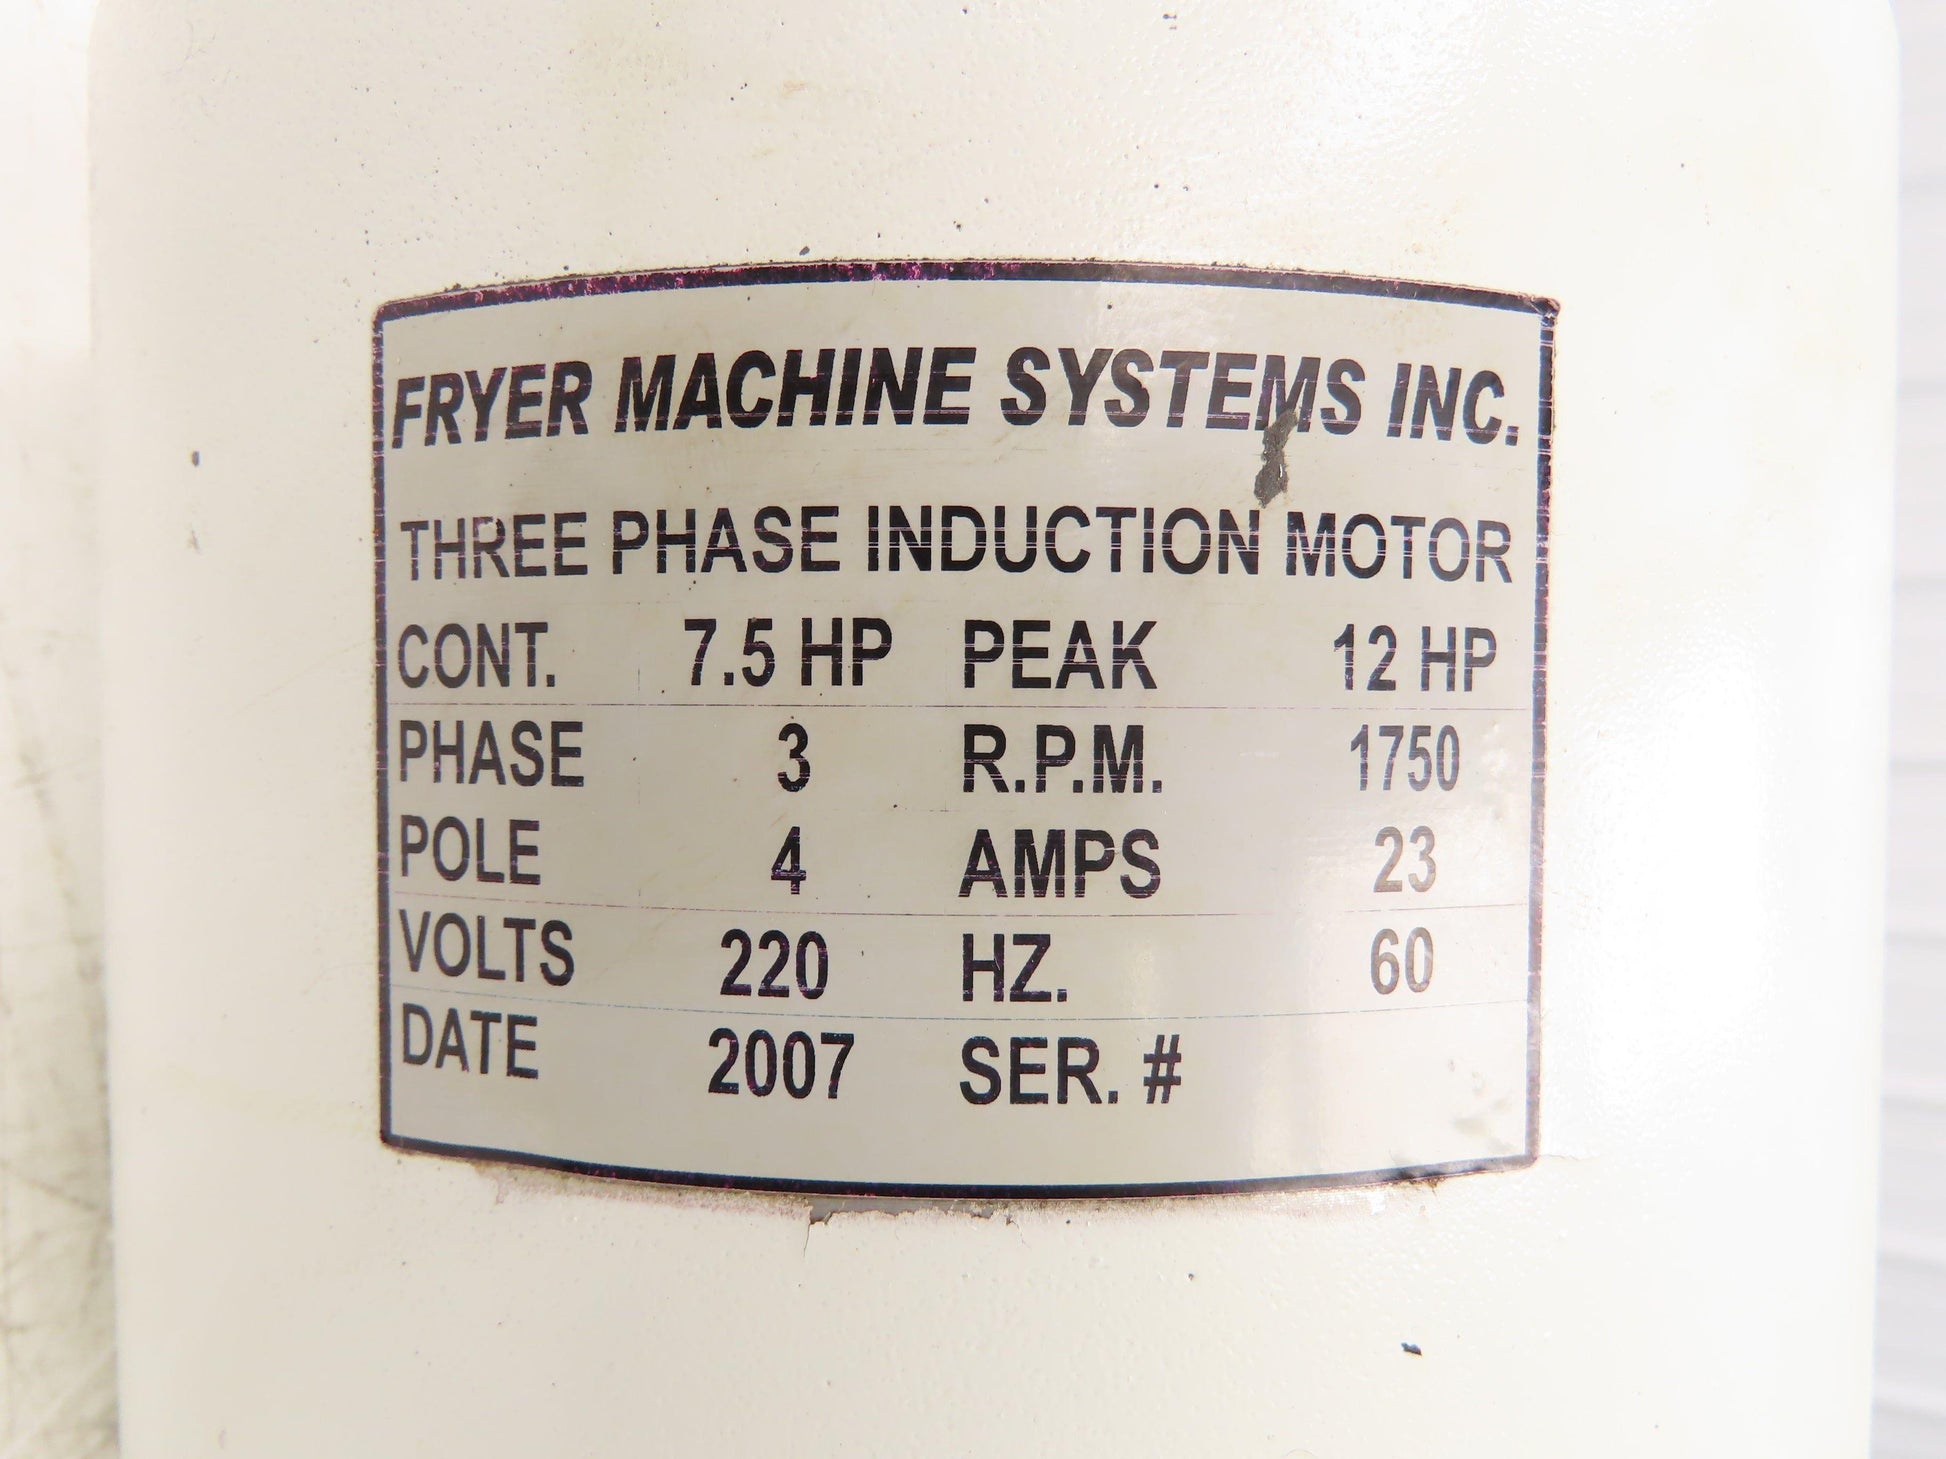 FRYER MACHINE SYSTEMS INC.
THREE PHASE INDUCTION MOTOR
CONT. 7.5 HP PEAK 12 HP
PHASE 3 R.P.M. 1750
POLE 4 AMPS 23
VOLTS 220 HZ. 60
DATE 2007 SER. #